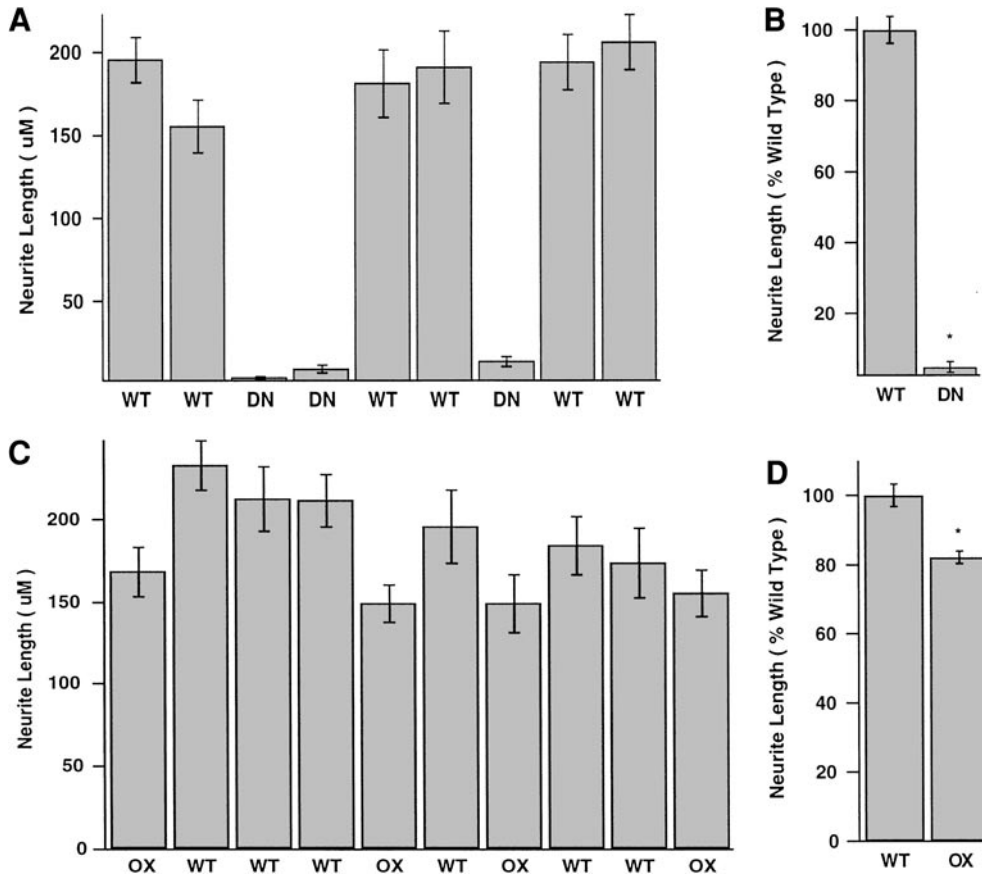 A
Neurite Length ( uM )
200
150
100
50
WT WT DN DN WT WT DN WT WT
B
Neurite Length ( % Wild Type )
100
80
60
40
20
*
WT DN
C
Neurite Length ( uM )
200
150
100
50
0
OX WT WT WT OX WT OX WT WT OX
D
Neurite Length ( % Wild Type )
100
80
60
40
20
0
*
WT OX